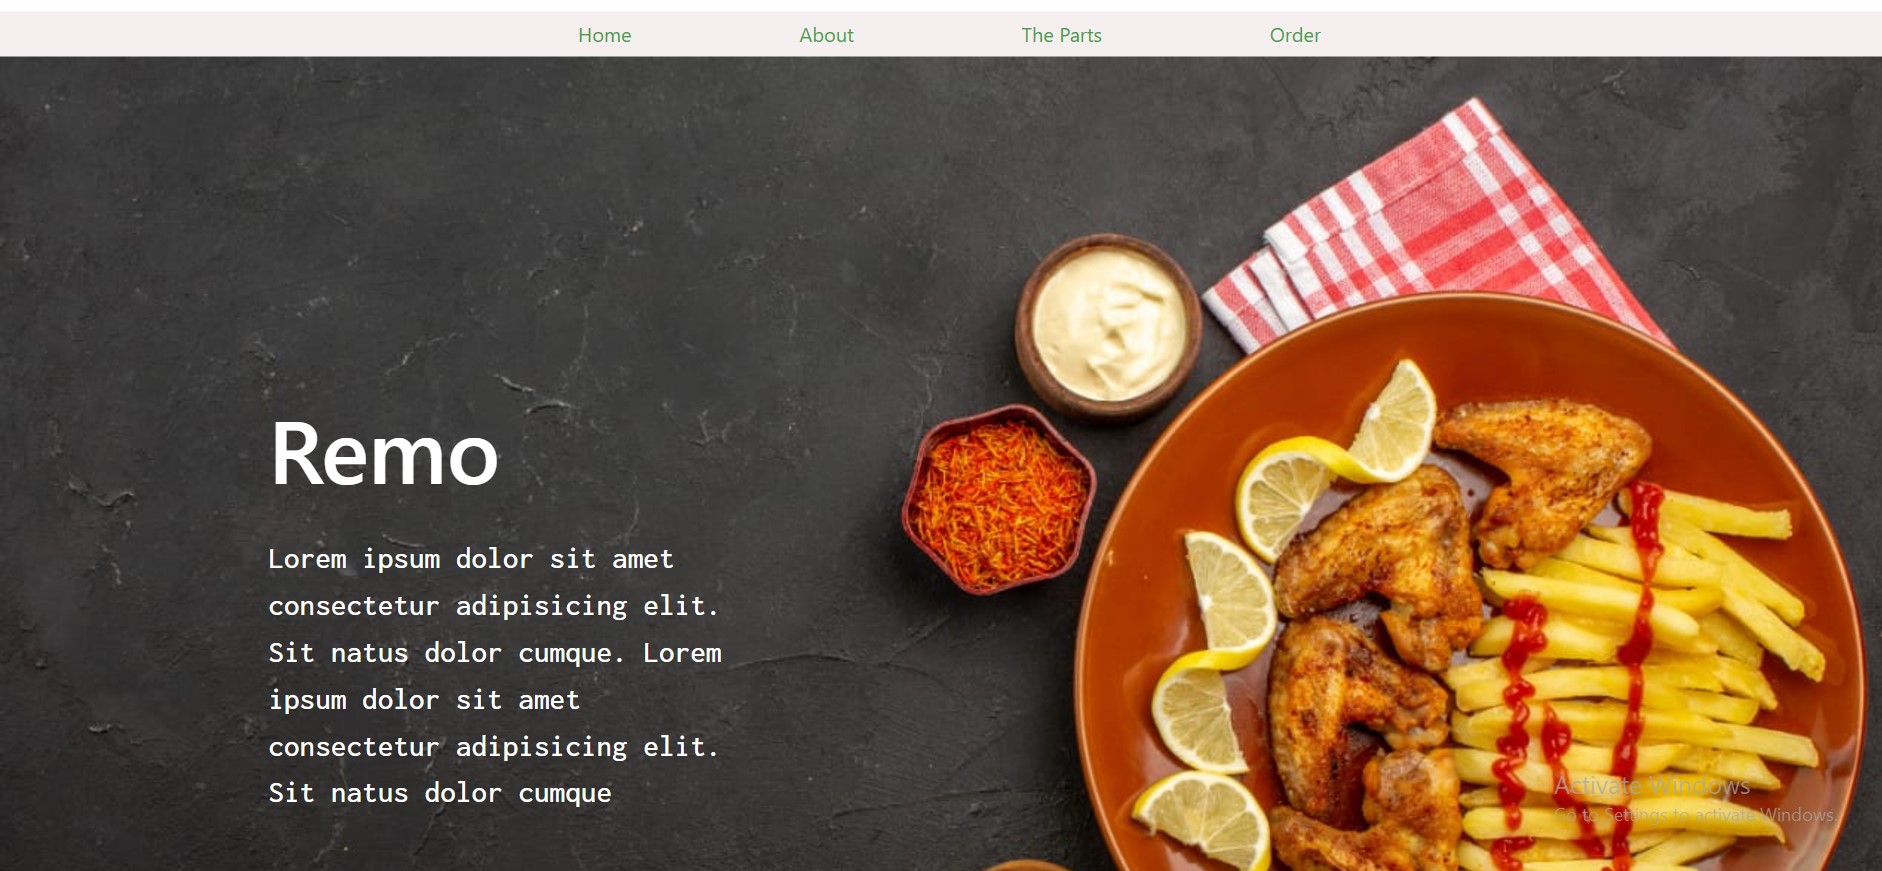 Home About The Parts Order
Remo
Lorem ipsum dolor sit amet
consectetur adipisicing elit.
Sit natus dolor cumque. Lorem
ipsum dolor sit amet
consectetur adipisicing elit.
Sit natus dolor cumque
Activate Windows
Go to Settings to activate Windows.